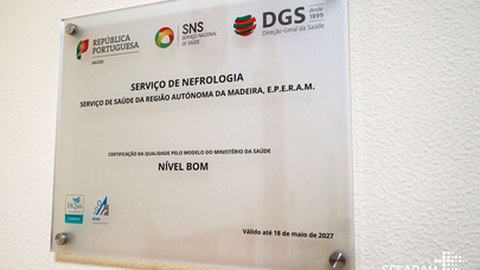 REPÚBLICA
PORTUGUESA
SAÚDE
SNS
SERVIÇO NACIONAL
DE SAÚDE
DGS
desde
1899
Direção-Geral da Saúde
SERVIÇO DE NEFROLOGIA
SERVIÇO DE SAÚDE DA REGIÃO AUTÓNOMA DA MADEIRA, E.P.E.R.A.M.
CERTIFICAÇÃO DA QUALIDADE PELO MODELO DO MINISTÉRIO DA SAÚDE
NÍVEL BOM
Válido até 18 de maio de 2027
SESARAM